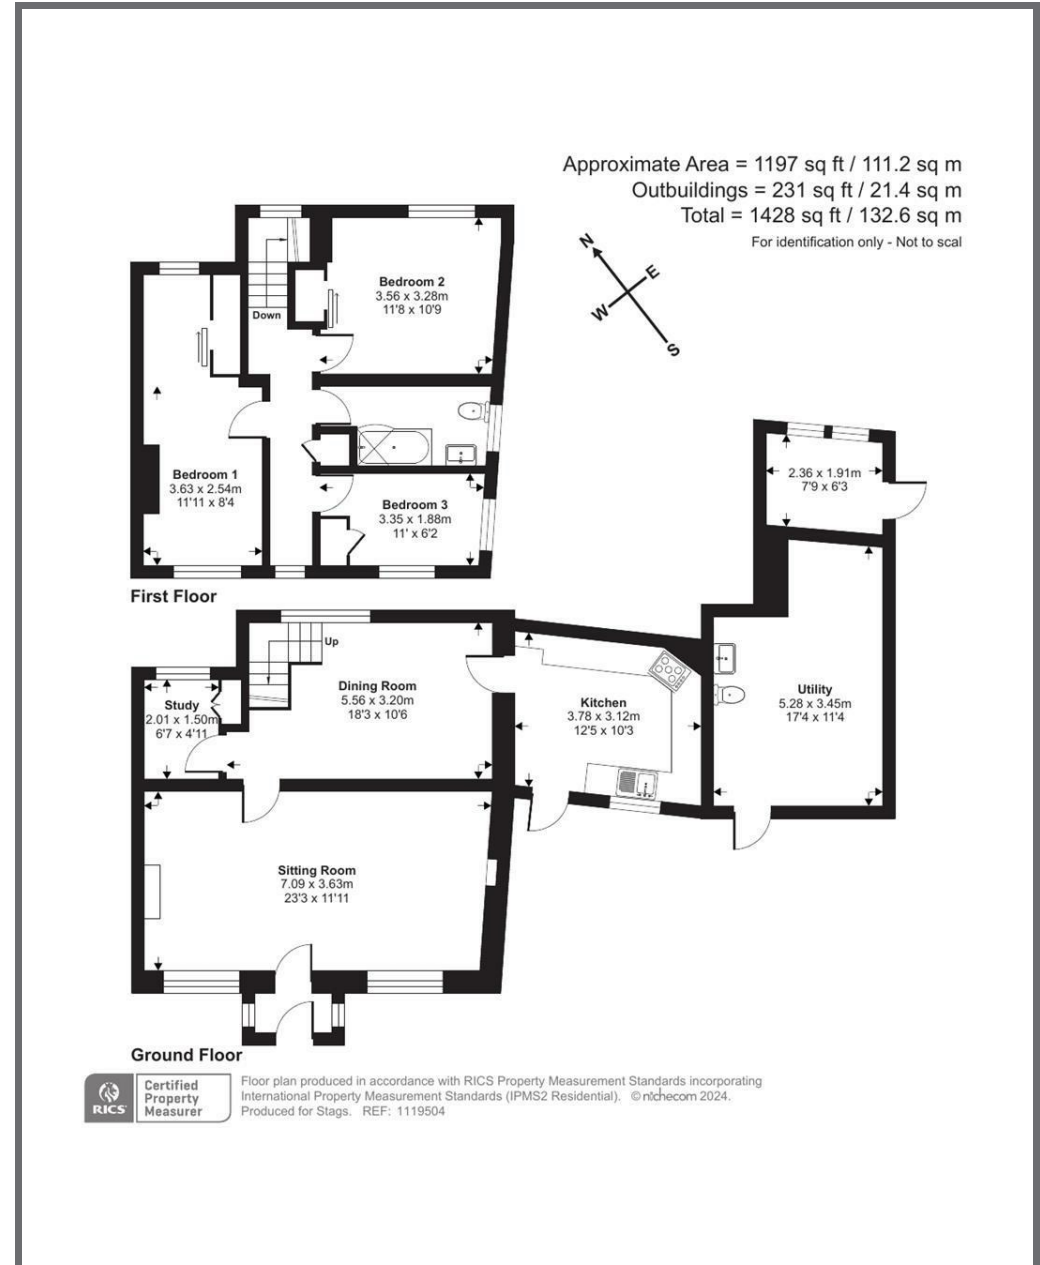 Approximate Area = 1197 sq ft / 111.2 sq m
Outbuildings = 231 sq ft / 21.4 sq m
Total = 1428 sq ft / 132.6 sq m
For identification only - Not to scal
N
E
W
S
Bedroom 2
3.56 x 3.28m
11'8 x 10'9
Down
Bedroom 1
3.63 x 2.54m
11'11 x 8'4
Bedroom 3
3.35 x 1.88m
11' x 6'2
First Floor
2.36 x 1.91m
7'9 x 6'3
Up
Dining Room
5.56 x 3.20m
18'3 x 10'6
Study
2.01 x 1.50m
6'7 x 4'11
Kitchen
3.78 x 3.12m
12'5 x 10'3
Utility
5.28 x 3.45m
17'4 x 11'4
Sitting Room
7.09 x 3.63m
23'3 x 11'11
Ground Floor
RICS
Certified
Property
Measurer
Floor plan produced in accordance with RICS Property Measurement Standards incorporating
International Property Measurement Standards (IPMS2 Residential). © nichecom 2024.
Produced for Stags. REF: 1119504